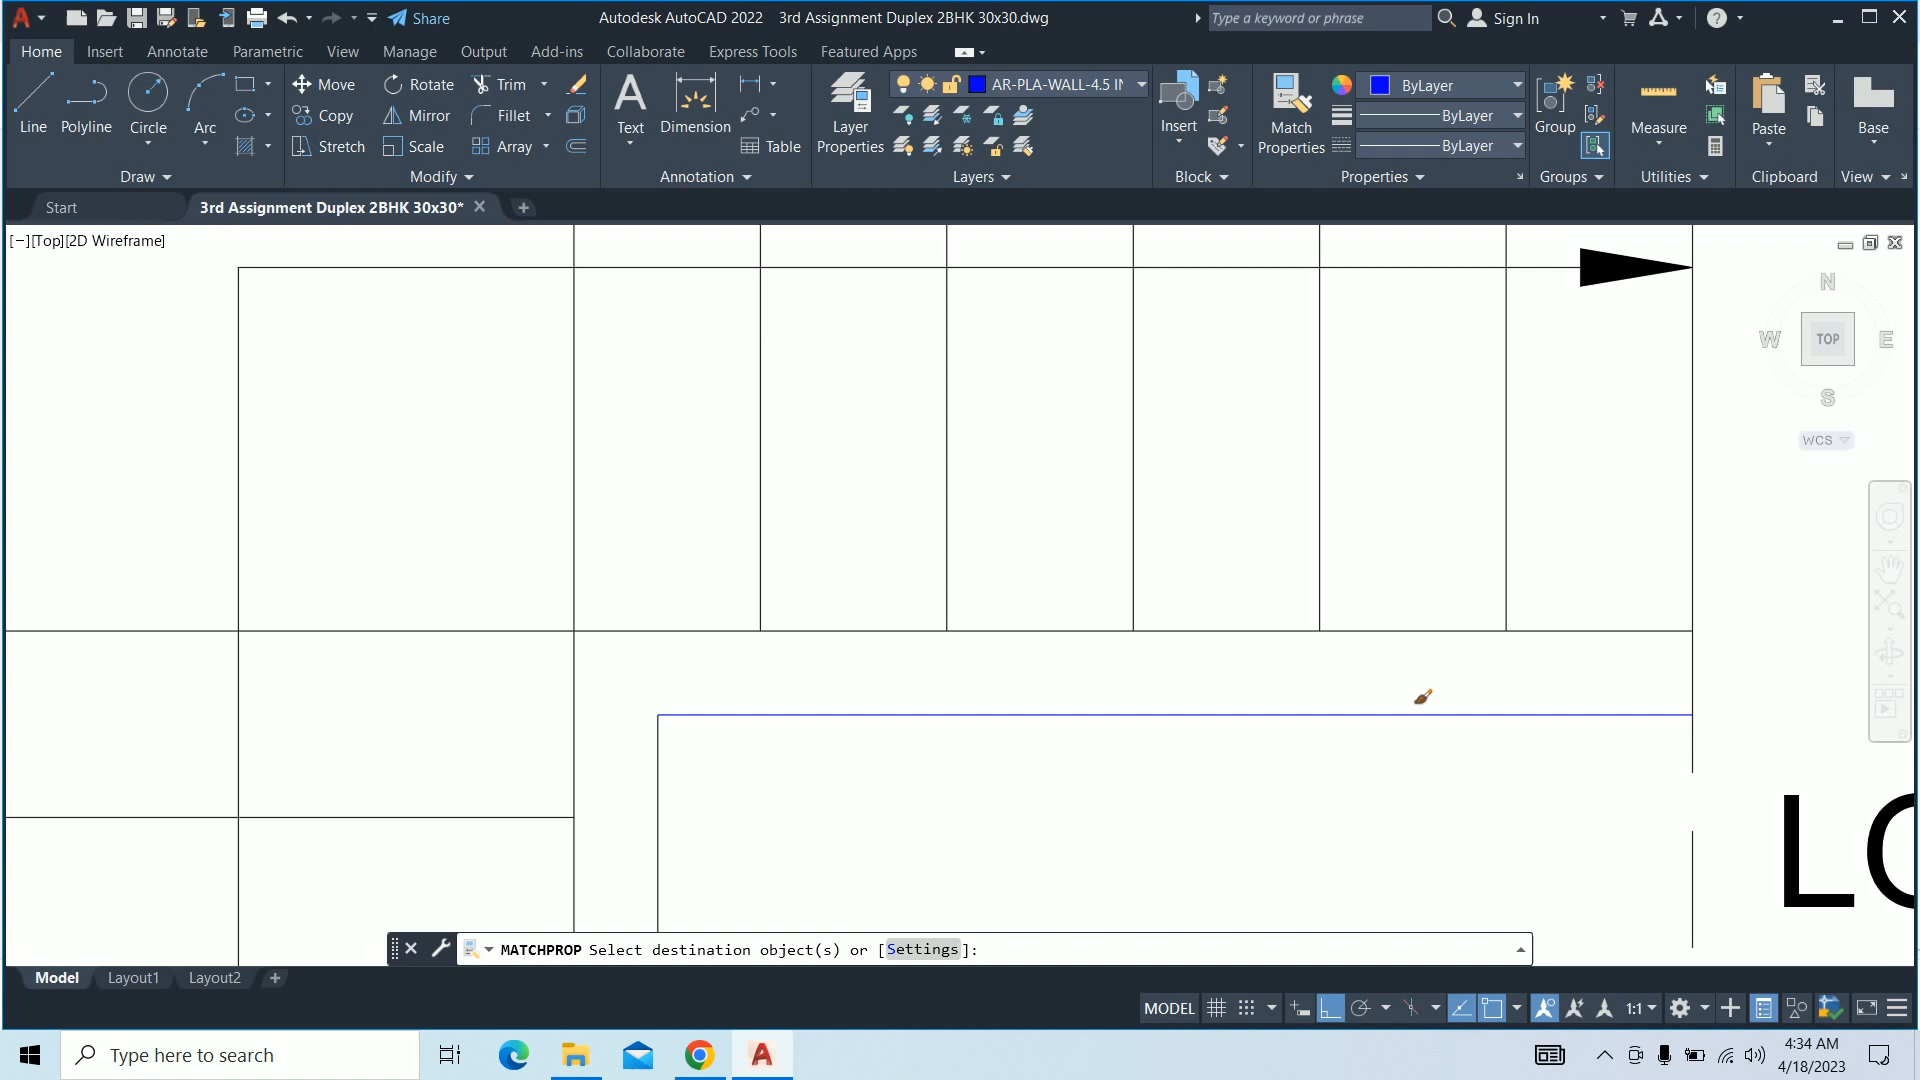 Share
Autodesk AutoCAD 2022 3rd Assignment Duplex 2BHK 30x30.dwg
Type a keyword or phrase
Sign In
Home Insert Annotate Parametric View Manage Output Add-ins Collaborate Express Tools Featured Apps
Line Polyline Circle Arc
Move Rotate Trim
Copy Mirror Fillet
Stretch Scale Array
Text Dimension Table
Layer Properties
AR-PLA-WALL-4.5 IN
Insert
Match Properties
ByLayer
ByLayer
ByLayer
Group Measure Paste Base
Draw Modify Annotation Layers Block Properties Groups Utilities Clipboard View
Start 3rd Assignment Duplex 2BHK 30x30*
[−][Top][2D Wireframe]
N
W TOP E
S
WCS
LO
MATCHPROP Select destination object(s) or [Settings]:
Model Layout1 Layout2
MODEL 1:1
Type here to search
4:34 AM
4/18/2023